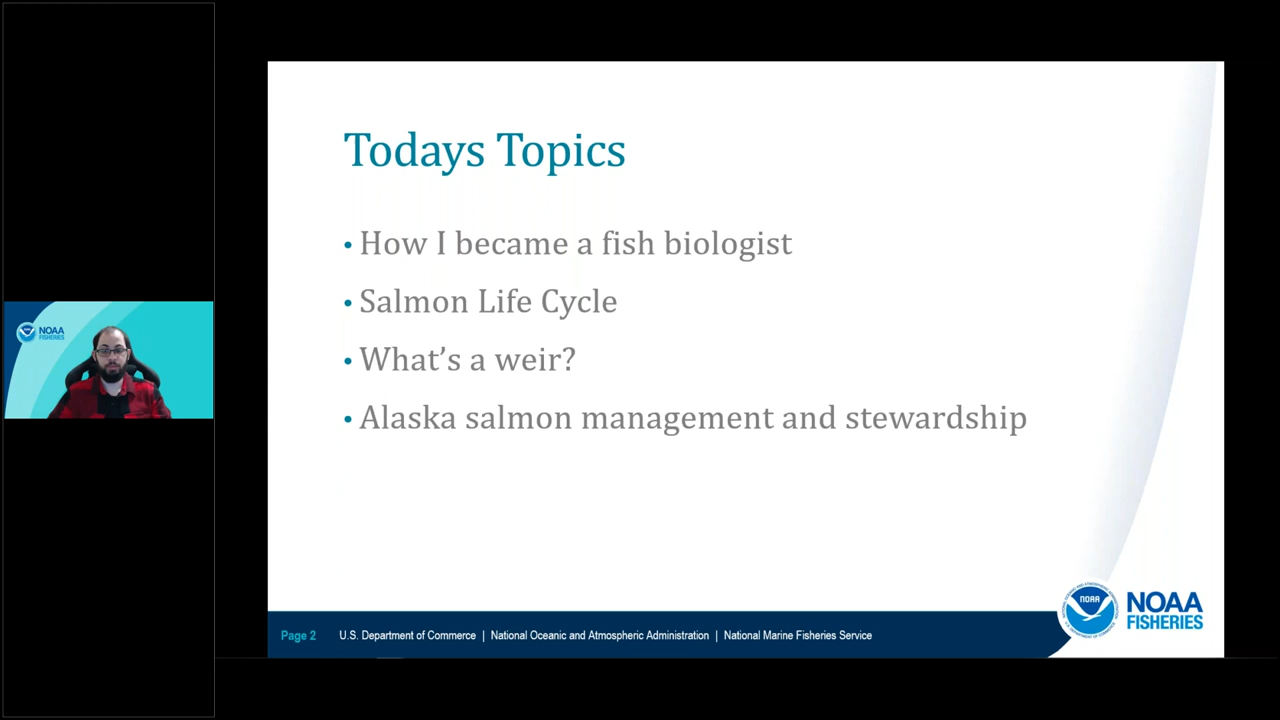 Todays Topics
• How I became a fish biologist
• Salmon Life Cycle
• What’s a weir?
• Alaska salmon management and stewardship
NOAA
FISHERIES
Page 2 U.S. Department of Commerce | National Oceanic and Atmospheric Administration | National Marine Fisheries Service
NOAA
NOAA
FISHERIES